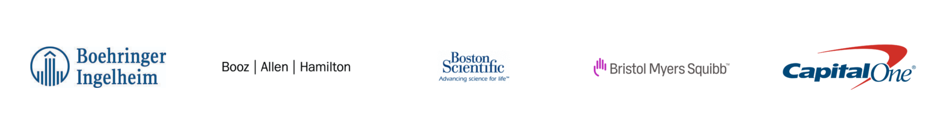 Boehringer
Ingelheim
Booz | Allen | Hamilton
Boston
Scientific
Advancing science for life™
Bristol Myers Squibb™
CapitalOne®